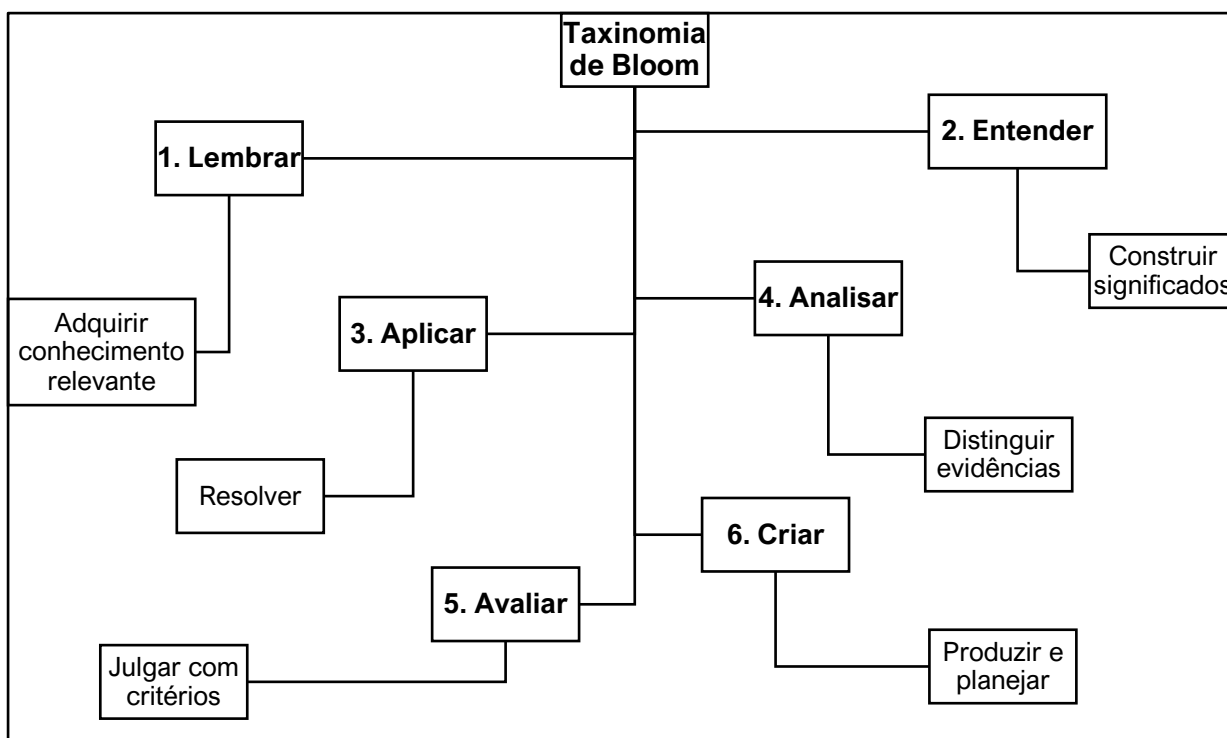 Taxinomia
de Bloom
1. Lembrar
2. Entender
Adquirir
conhecimento
relevante
Construir
significados
3. Aplicar
4. Analisar
Resolver
Distinguir
evidências
5. Avaliar
6. Criar
Julgar com
critérios
Produzir e
planejar